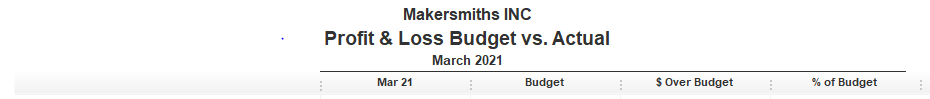 Makersmiths INC
Profit & Loss Budget vs. Actual
March 2021
Mar 21 Budget $ Over Budget % of Budget